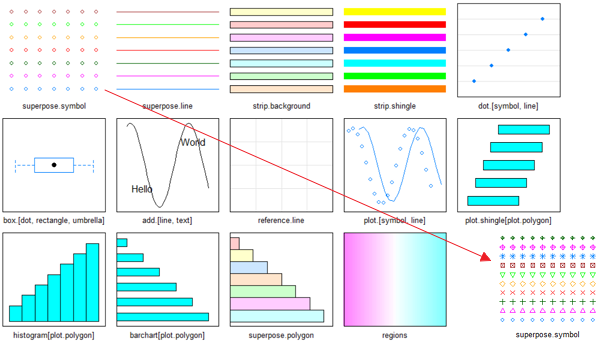 superpose.symbol
superpose.line
strip.background
strip.shingle
dot.[symbol, line]
World
Hello
box.[dot, rectangle, umbrella]
add.[line, text]
reference.line
plot.[symbol, line]
plot.shingle[plot.polygon]
histogram[plot.polygon]
barchart[plot.polygon]
superpose.polygon
regions
superpose.symbol